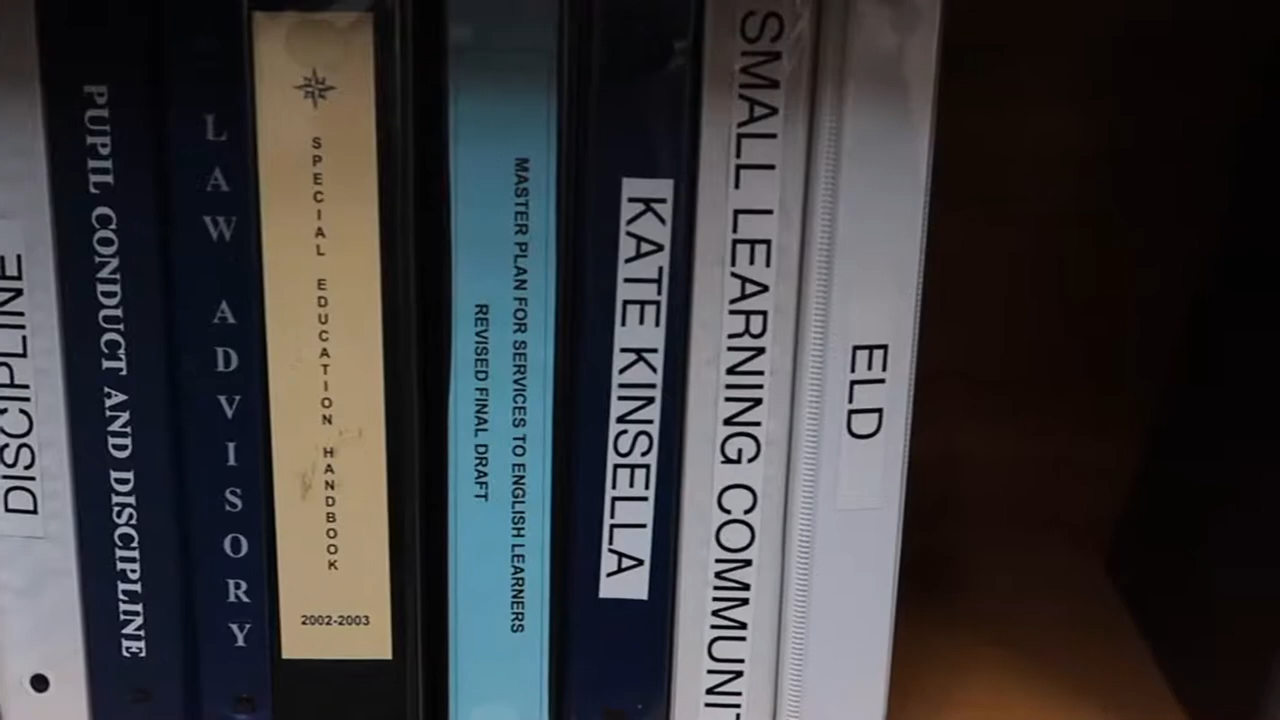 DISCIPLINE
PUPIL CONDUCT AND DISCIPLINE
LAW ADVISORY
SPECIAL EDUCATION HANDBOOK
2002-2003
MASTER PLAN FOR SERVICES TO ENGLISH LEARNERS
REVISED FINAL DRAFT
KATE KINSELLA
SMALL LEARNING COMMUNIT
ELD